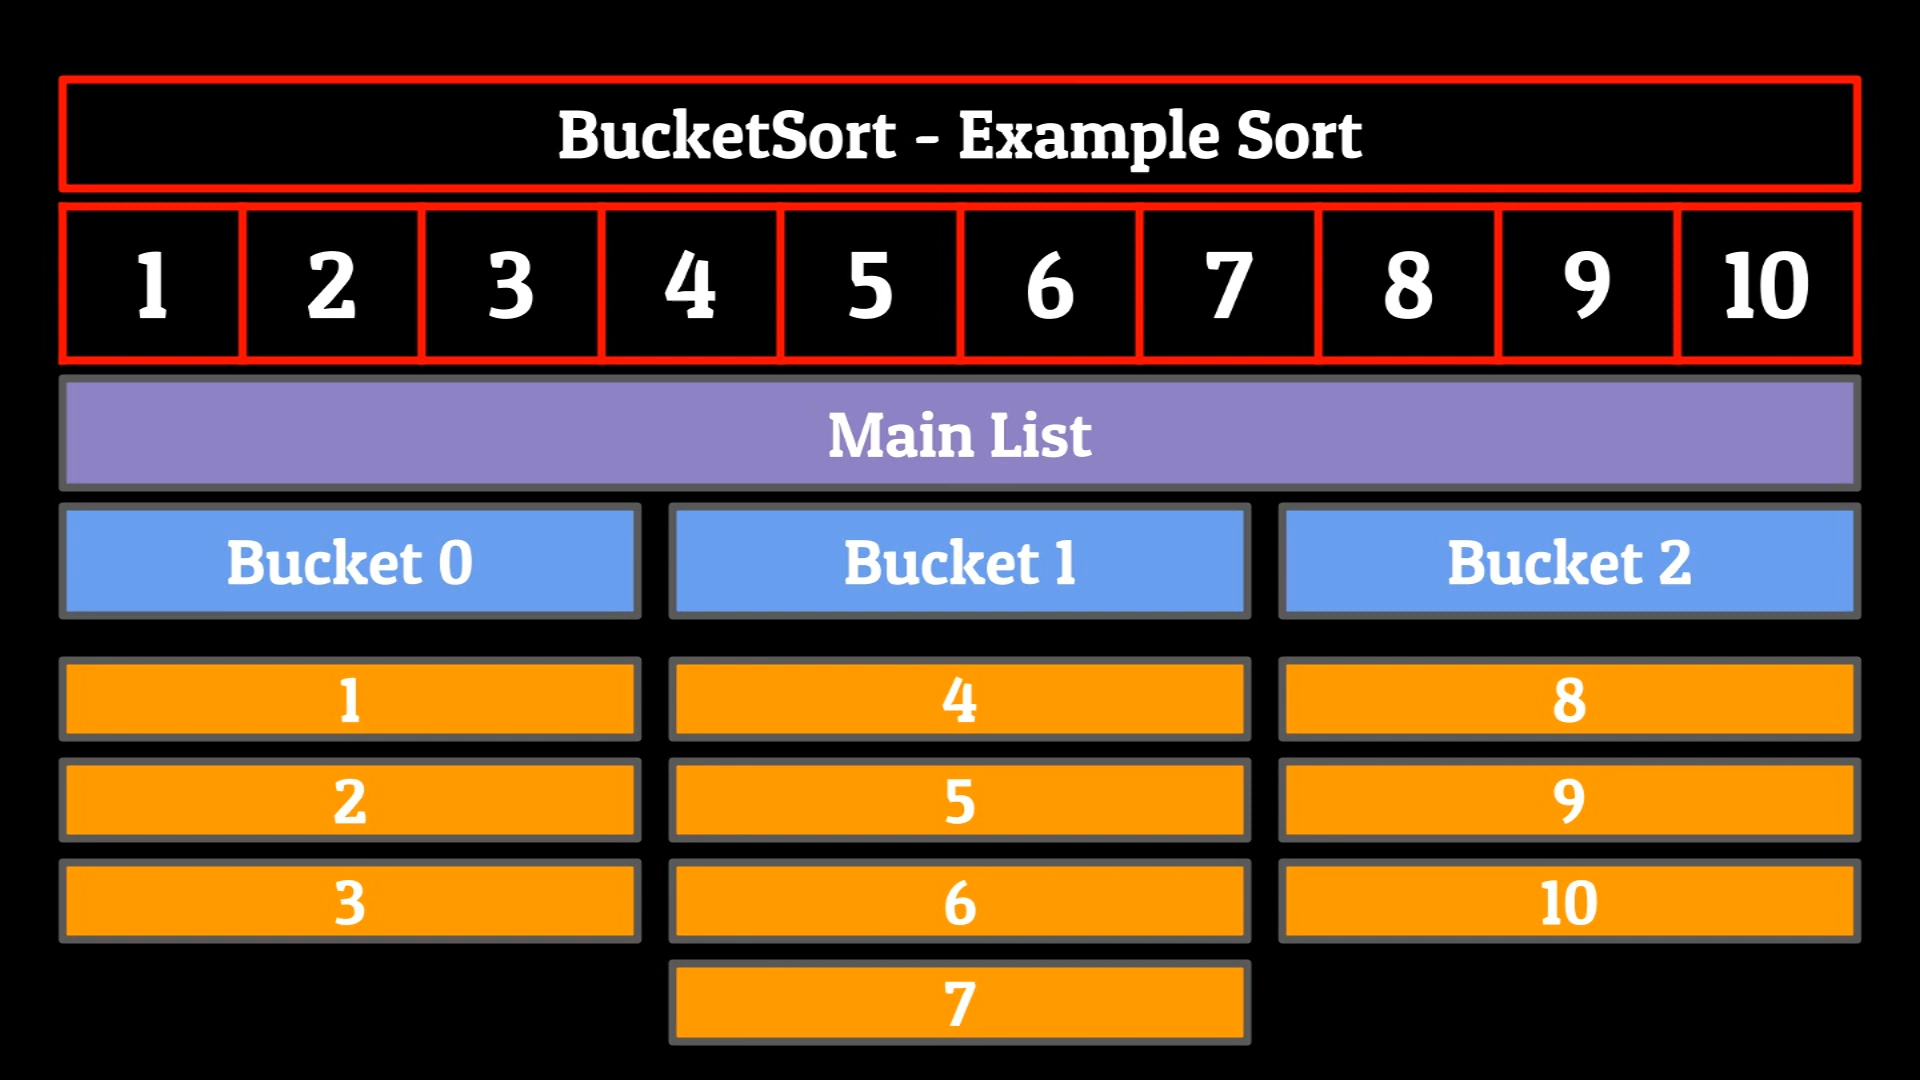 BucketSort - Example Sort
1 2 3 4 5 6 7 8 9 10
Main List
Bucket 0 Bucket 1 Bucket 2
1 4 8
2 5 9
3 6 10
7